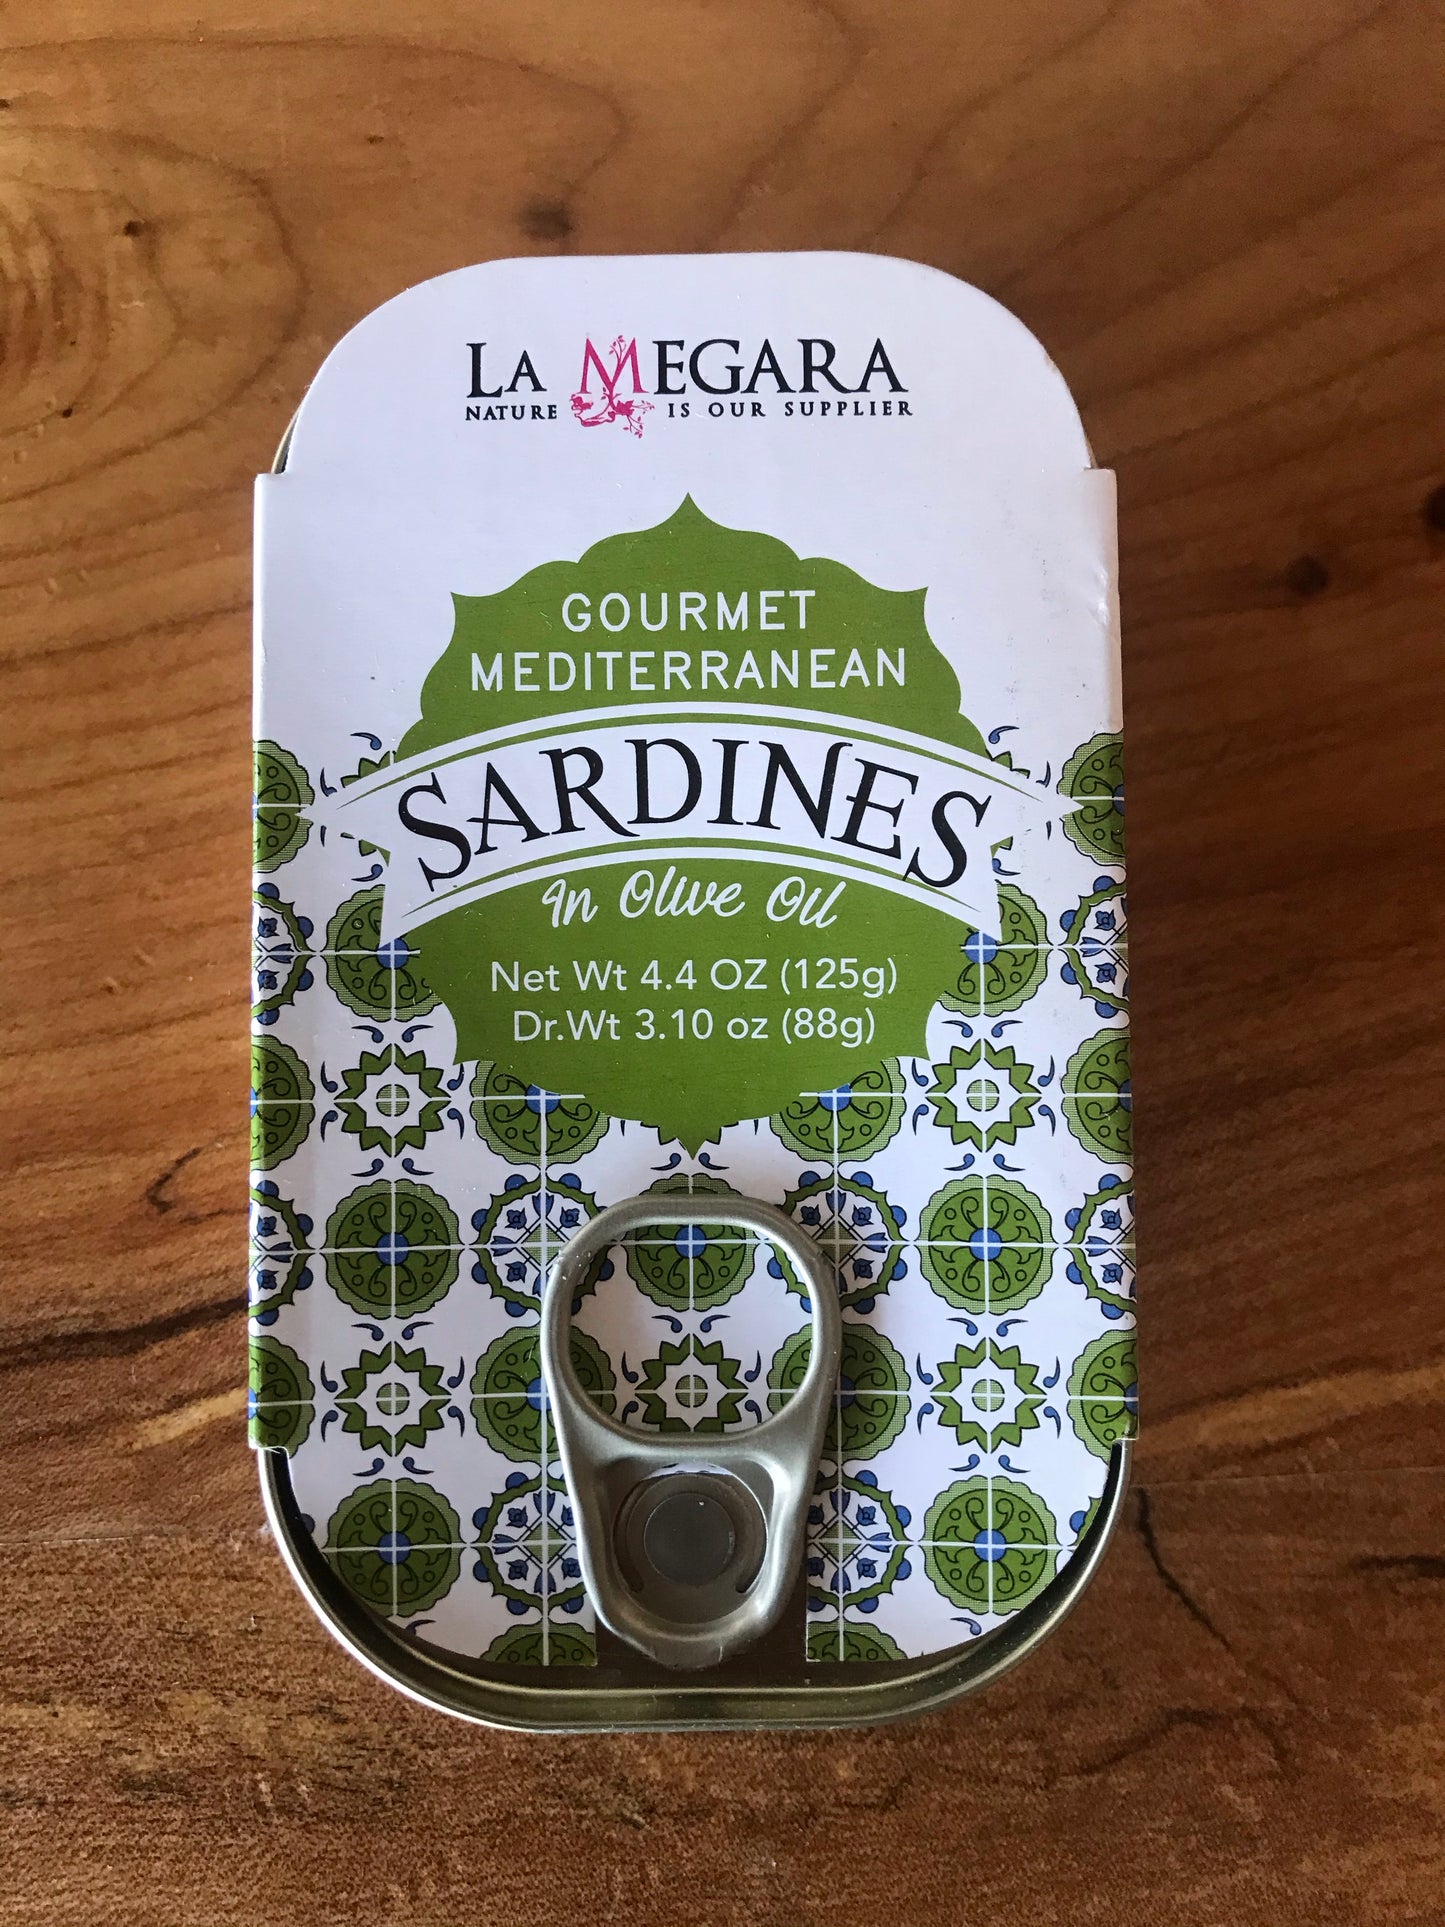 LA MEGARA
NATURE IS OUR SUPPLIER
GOURMET
MEDITERRANEAN
SARDINES
In Olive Oil
Net Wt 4.4 OZ (125g)
Dr.Wt 3.10 oz (88g)